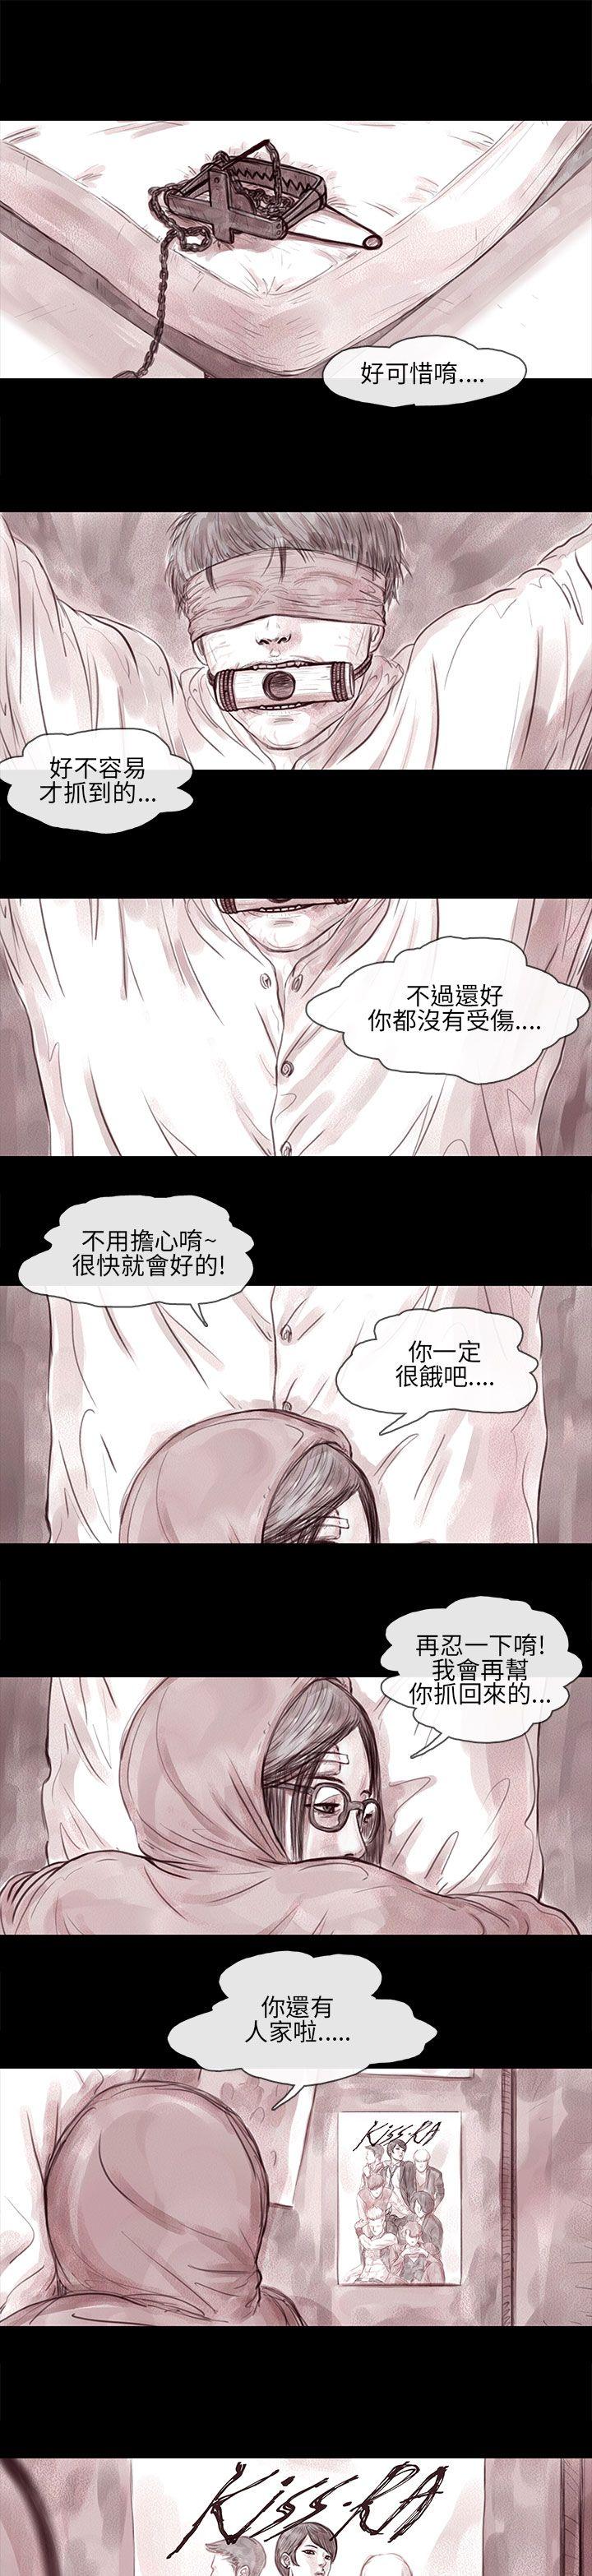 好可惜唷....
好不容易
才抓到的...
不過還好
你都沒有受傷....
不用擔心唷~
很快就會好的!
你一定
很餓吧....
再忍一下唷!
我會再幫
你抓回來的...
你還有
人家啦.....
KiSS·RA
KiSS·RA